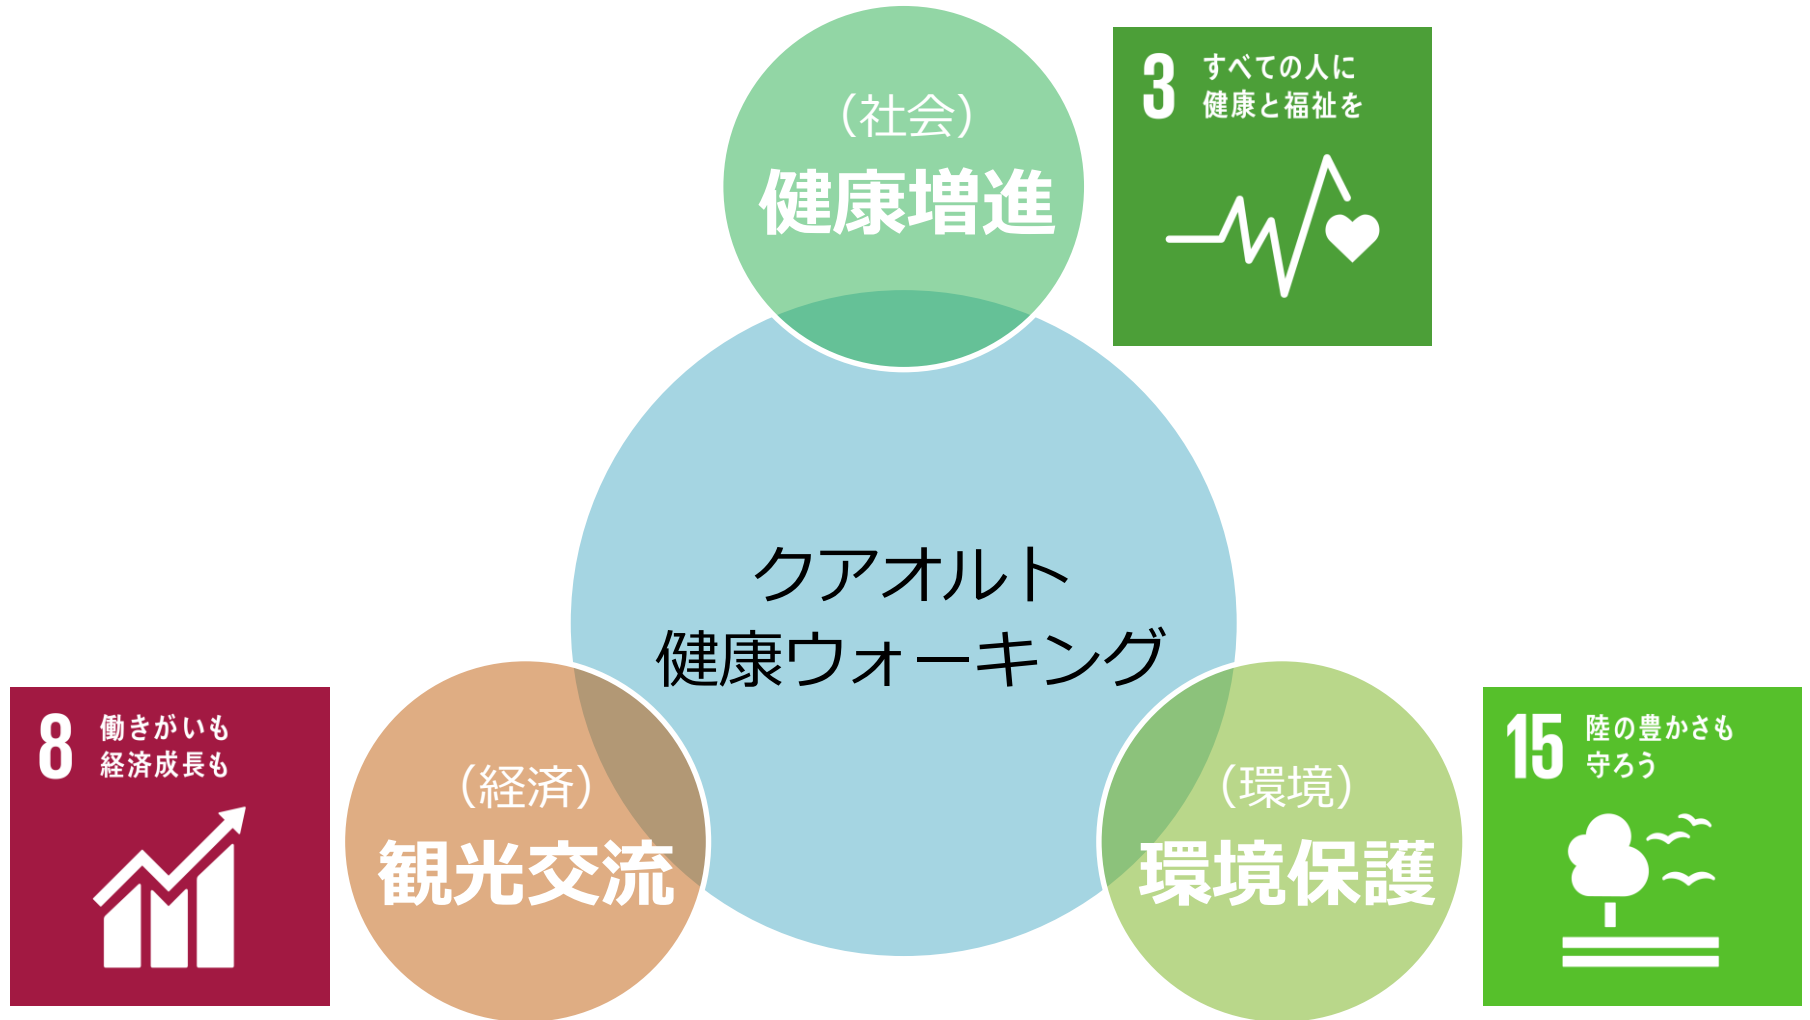 （社会）
健康増進
3 すべての人に
健康と福祉を
クアオルト
健康ウォーキング
8 働きがいも
経済成長も
（経済）
観光交流
（環境）
環境保護
15 陸の豊かさも
守ろう